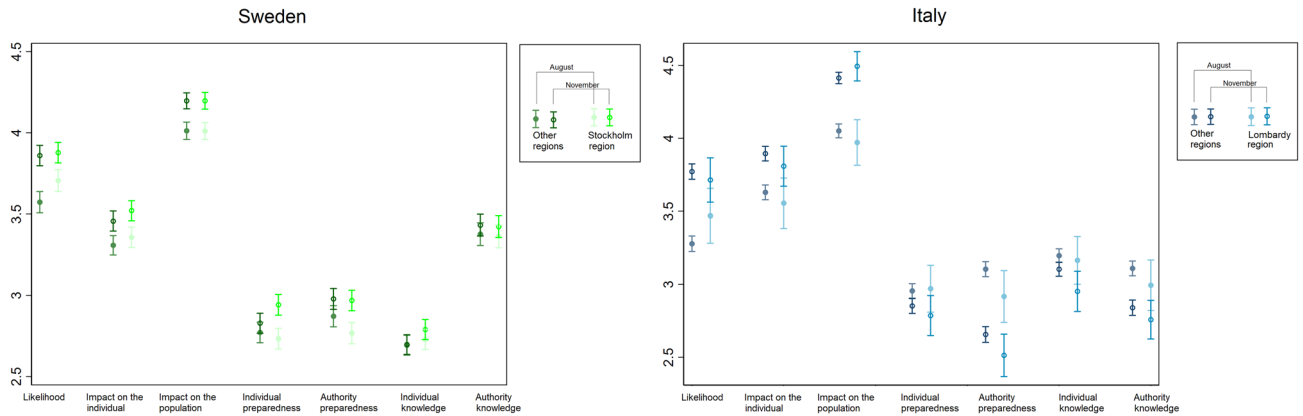 Sweden
4.5
4
3.5
3
2.5
Likelihood
Impact on the
individual
Impact on the
population
Individual
preparedness
Authority
preparedness
Individual
knowledge
Authority
knowledge
August
November
Other
regions
Stockholm
region
Italy
4.5
4
3.5
3
2.5
Likelihood
Impact on the
individual
Impact on the
population
Individual
preparedness
Authority
preparedness
Individual
knowledge
Authority
knowledge
August
November
Other
regions
Lombardy
region